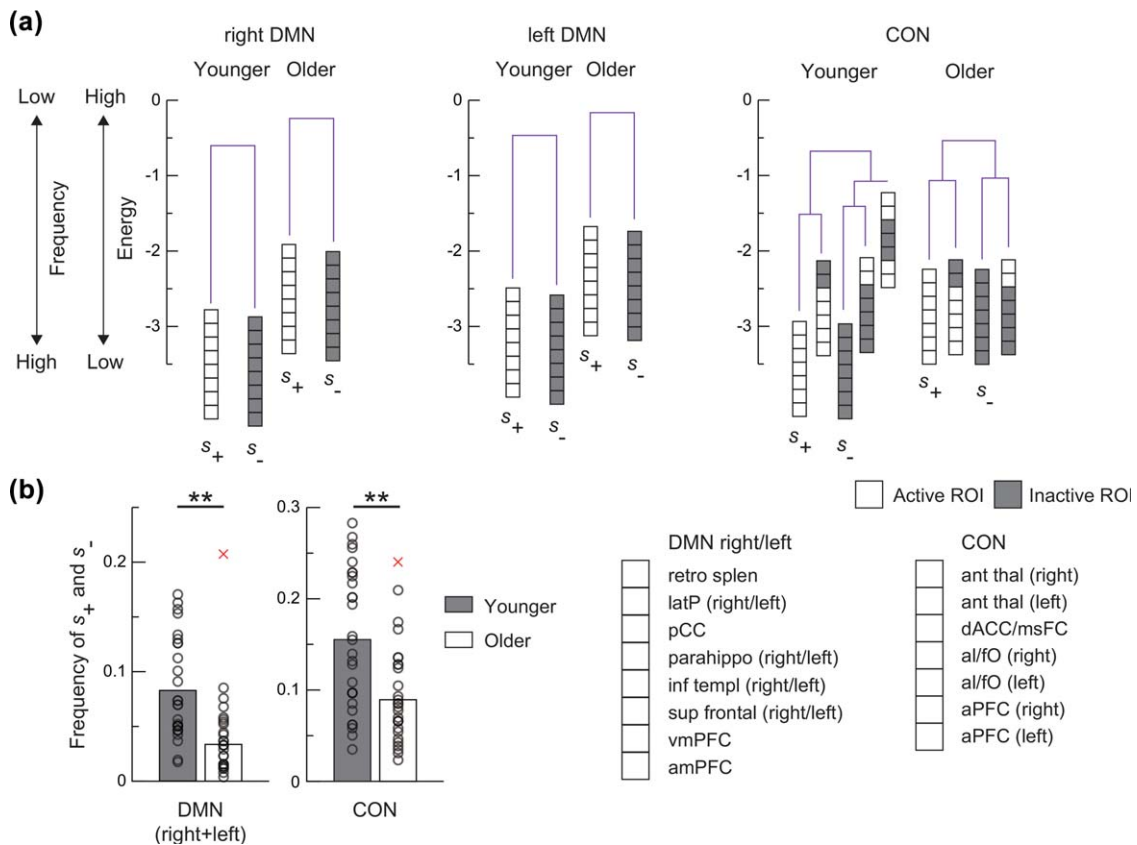 (a)
right DMN
left DMN
CON
Younger Older
Younger Older
Younger Older
Low High
Frequency
Energy
High Low
0
-1
-2
-3
0
-1
-2
-3
0
-1
-2
-3
s+ s-
s+ s-
s+ s-
s+ s-
s+ s-
s+ s-
Active ROI Inactive ROI
(b)
Frequency of s+ and s-
0.2
0.1
0
**
DMN
(right+left)
0.3
0.2
0.1
0
**
CON
Younger
Older
DMN right/left
retro splen
latP (right/left)
pCC
parahippo (right/left)
inf templ (right/left)
sup frontal (right/left)
vmPFC
amPFC
CON
ant thal (right)
ant thal (left)
dACC/msFC
al/fO (right)
al/fO (left)
aPFC (right)
aPFC (left)